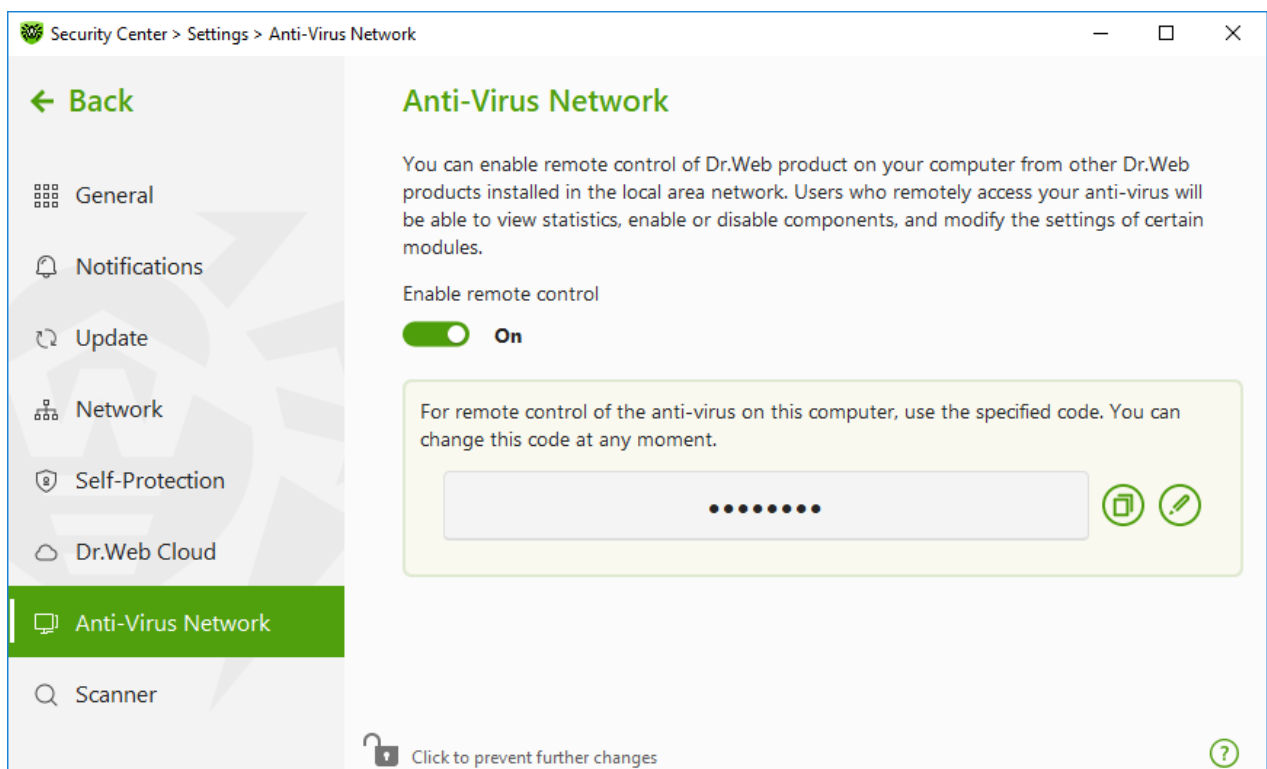 Security Center > Settings > Anti-Virus Network
Back
General
Notifications
Update
Network
Self-Protection
Dr.Web Cloud
Anti-Virus Network
Scanner
Anti-Virus Network
You can enable remote control of Dr.Web product on your computer from other Dr.Web
products installed in the local area network. Users who remotely access your anti-virus will
be able to view statistics, enable or disable components, and modify the settings of certain
modules.
Enable remote control
On
For remote control of the anti-virus on this computer, use the specified code. You can
change this code at any moment.
••••••••
Click to prevent further changes
?